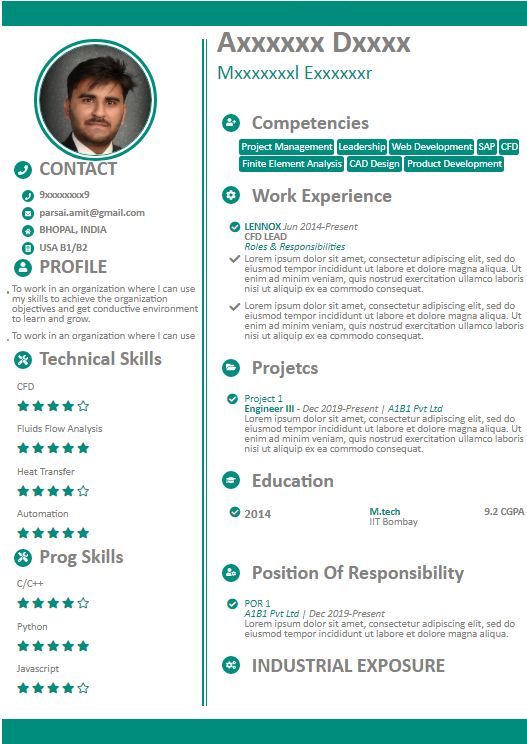 Axxxxxx Dxxxx
Mxxxxxxxl Exxxxxxr
CONTACT
9xxxxxxxx9
parsai.amit@gmail.com
BHOPAL, INDIA
USA B1/B2
PROFILE
To work in an organization where I can use
my skills to achieve the organization
objectives and get conductive environment
to learn and grow.
To work in an organization where I can use
Technical Skills
CFD
Fluids Flow Analysis
Heat Transfer
Automation
Prog Skills
C/C++
Python
Javascript
Competencies
Project Management Leadership Web Development SAP CFD
Finite Element Analysis CAD Design Product Development
Work Experience
LENNOX Jun 2014-Present
CFD LEAD
Roles & Responsibilities
Lorem ipsum dolor sit amet, consectetur adipiscing elit, sed do
eiusmod tempor incididunt ut labore et dolore magna aliqua. Ut
enim ad minim veniam, quis nostrud exercitation ullamco laboris
nisi ut aliquip ex ea commodo consequat.
Lorem ipsum dolor sit amet, consectetur adipiscing elit, sed do
eiusmod tempor incididunt ut labore et dolore magna aliqua. Ut
enim ad minim veniam, quis nostrud exercitation ullamco laboris
nisi ut aliquip ex ea commodo consequat.
Projetcs
Project 1
Engineer III - Dec 2019-Present | A1B1 Pvt Ltd
Lorem ipsum dolor sit amet, consectetur adipiscing elit, sed do
eiusmod tempor incididunt ut labore et dolore magna aliqua. Ut
enim ad minim veniam, quis nostrud exercitation ullamco laboris
nisi ut aliquip ex ea commodo consequat.
Education
2014 M.tech 9.2 CGPA
IIT Bombay
Position Of Responsibility
POR 1
A1B1 Pvt Ltd | Dec 2019-Present
Lorem ipsum dolor sit amet, consectetur adipiscing elit, sed do
eiusmod tempor incididunt ut labore et dolore magna aliqua.
INDUSTRIAL EXPOSURE